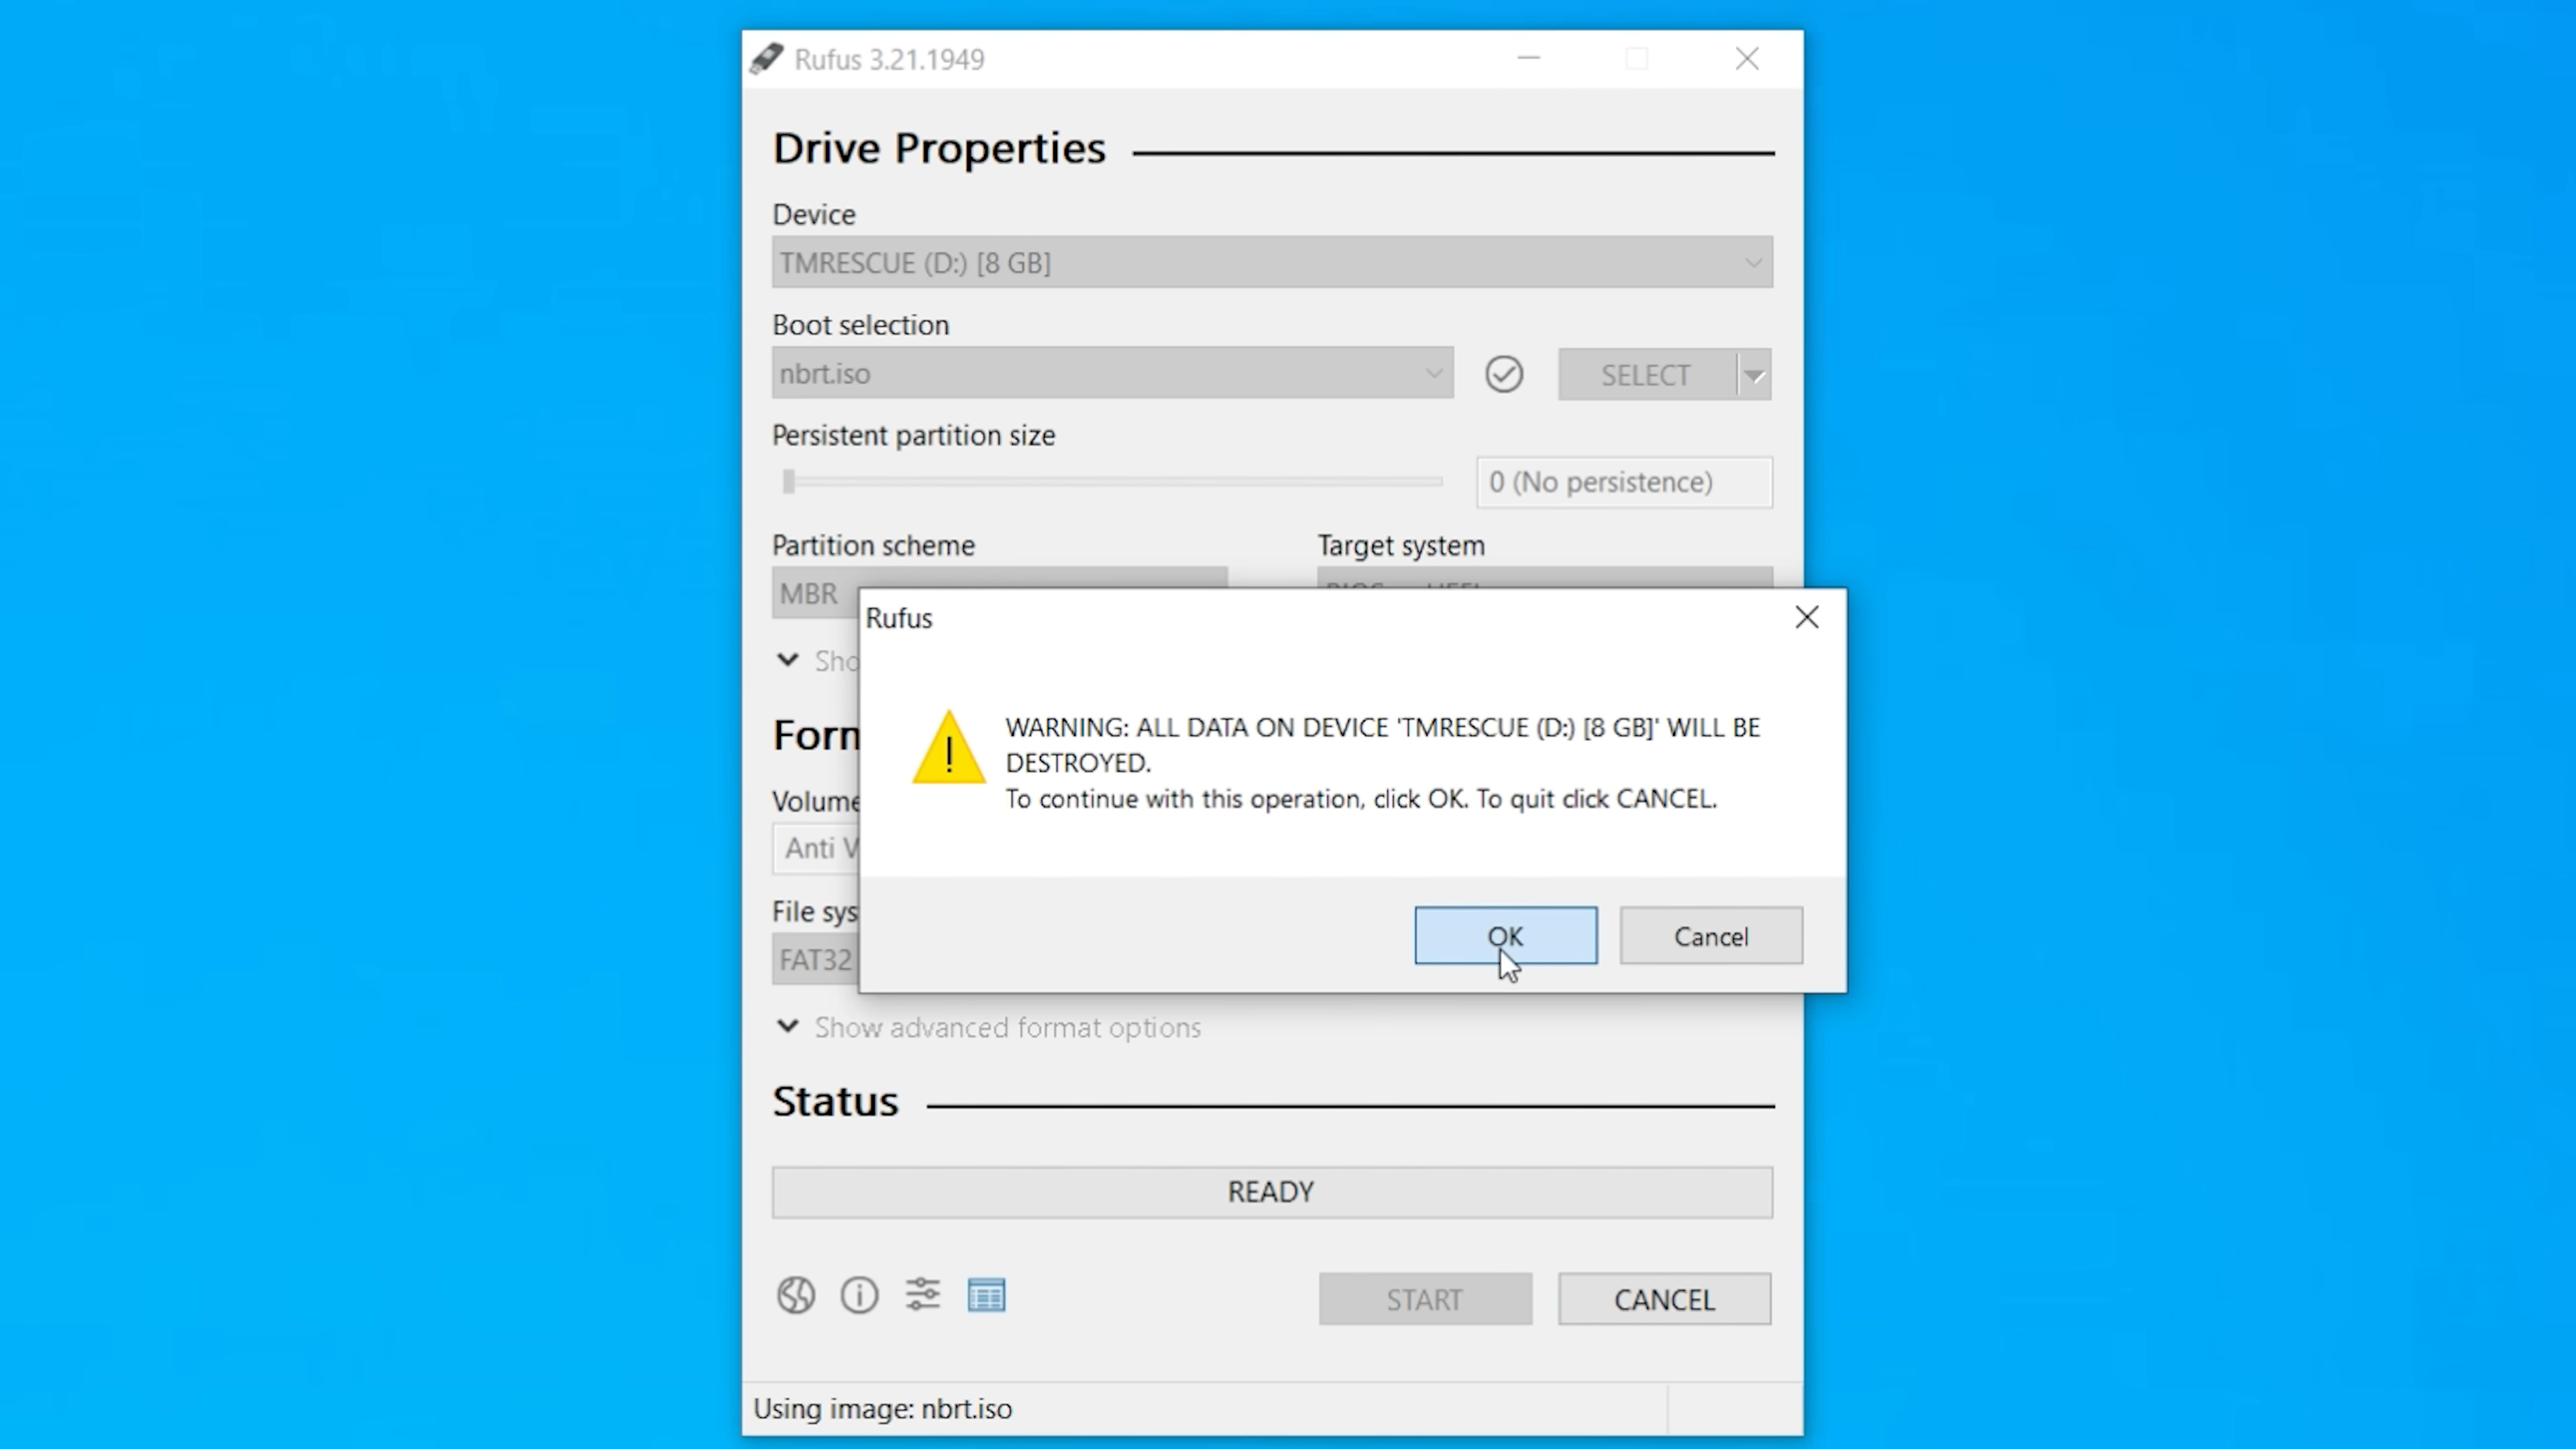 Rufus 3.21.1949
Drive Properties
Device
TMRESCUE (D:) [8 GB]
Boot selection
nbrt.iso
SELECT
Persistent partition size
0 (No persistence)
Partition scheme
Target system
MBR
Rufus
WARNING: ALL DATA ON DEVICE 'TMRESCUE (D:) [8 GB]' WILL BE
DESTROYED.
To continue with this operation, click OK. To quit click CANCEL.
OK
Cancel
Volume
Anti
FAT32
Show advanced format options
Status
READY
START
CANCEL
Using image: nbrt.iso